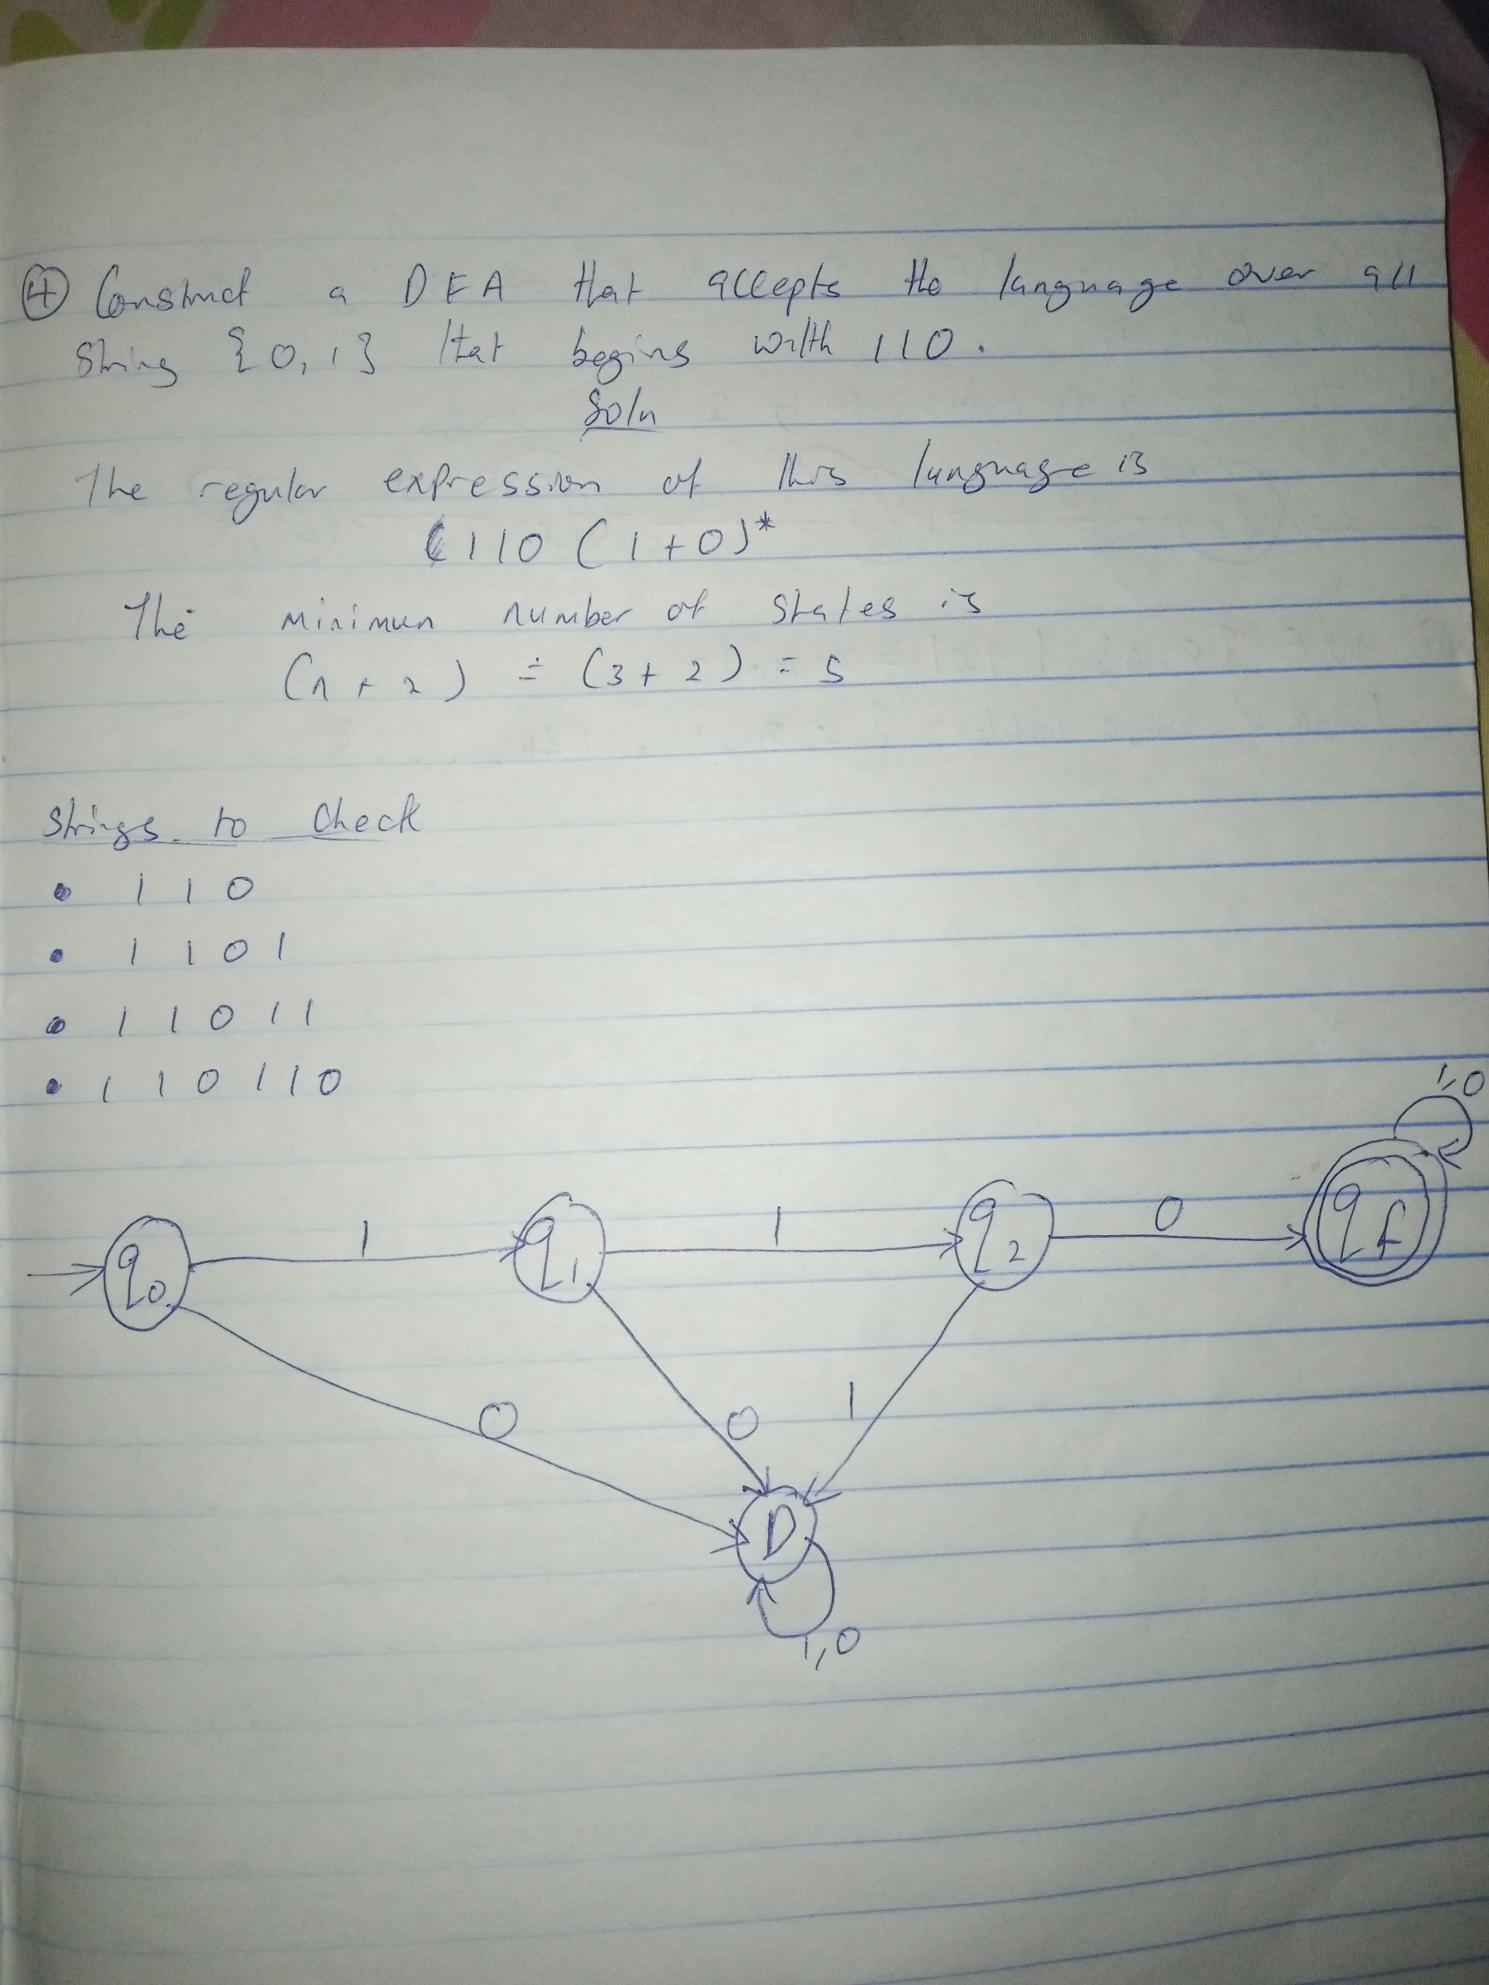 ④ Construct a DFA that accepts the language over all
string {0,1} that begins with 110.
Soln
The regular expression of this language is
110 (1+0)*
The minimun number of states is
(n+2) = (3+2) = 5
Strings to check
• 110
• 1101
• 11011
• 110110
1,0
q0 1 q1 1 q2 0 qf
0 0 1
D
1,0